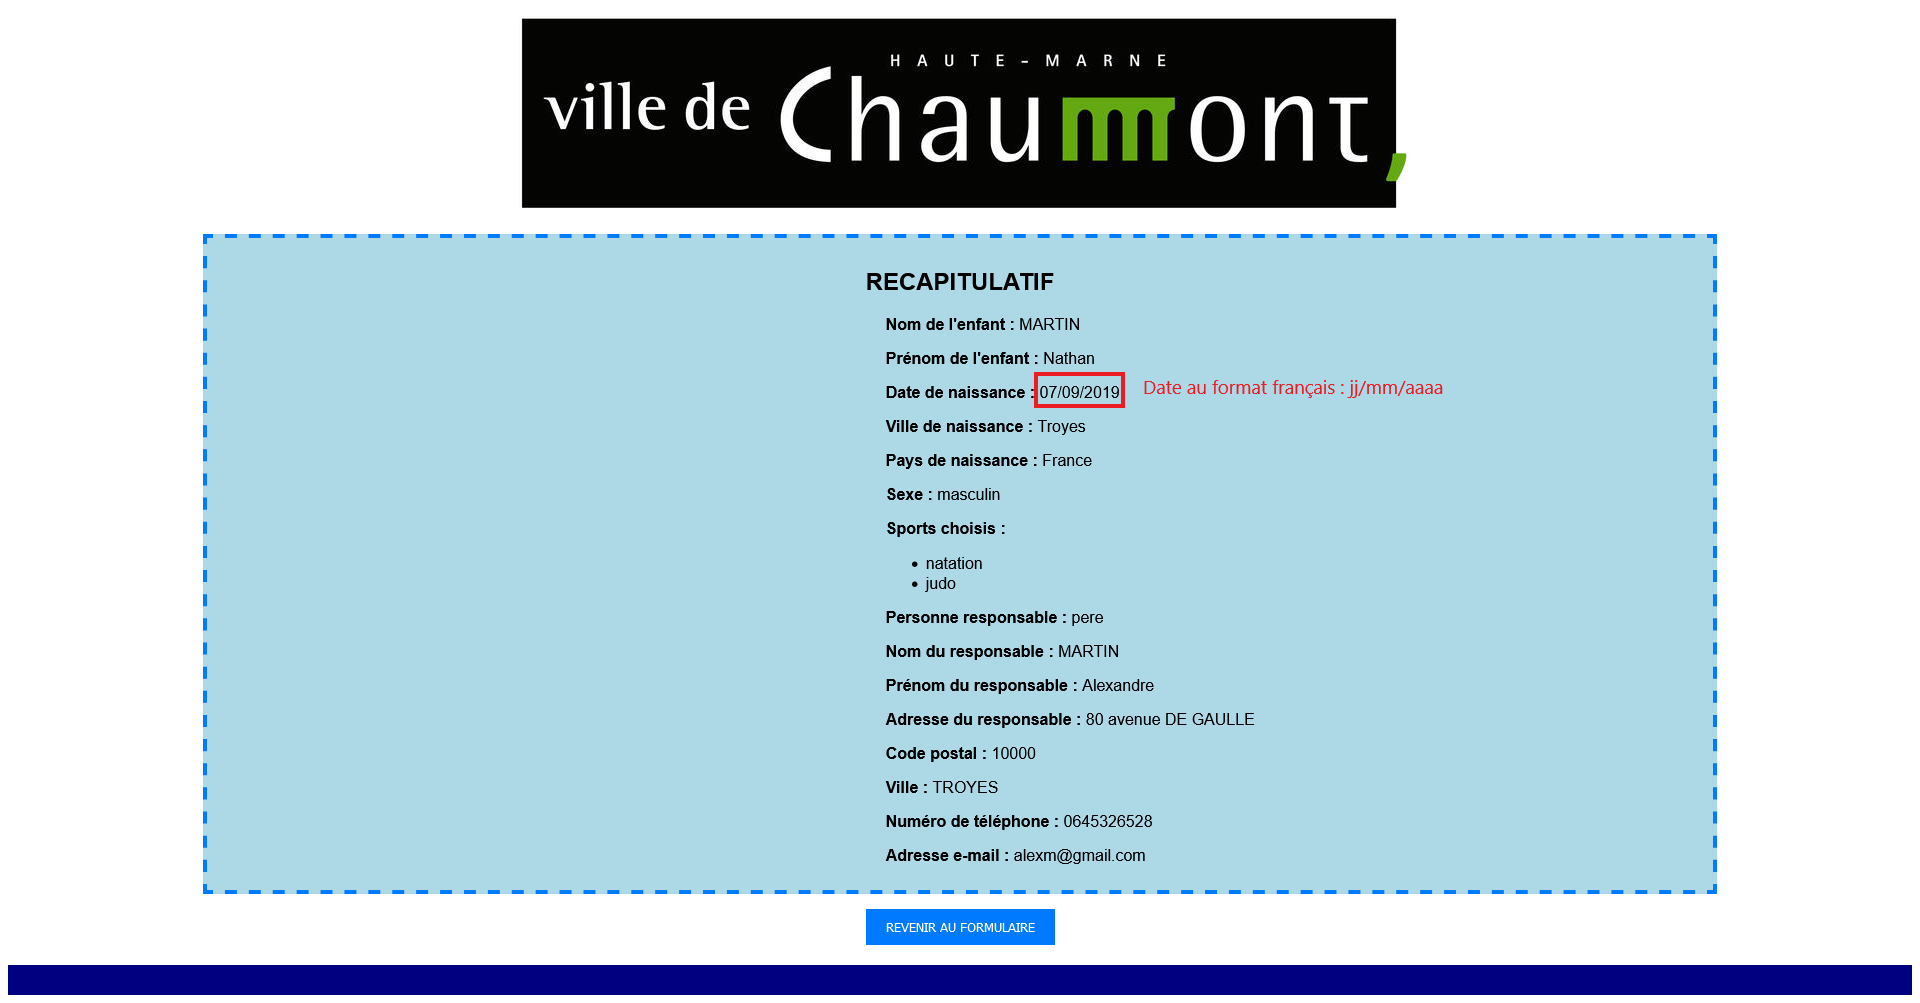 HAUTE-MARNE
ville de Chaumont,
RECAPITULATIF
Nom de l'enfant : MARTIN
Prénom de l'enfant : Nathan
Date de naissance : 07/09/2019 Date au format français : jj/mm/aaaa
Ville de naissance : Troyes
Pays de naissance : France
Sexe : masculin
Sports choisis :
• natation
• judo
Personne responsable : pere
Nom du responsable : MARTIN
Prénom du responsable : Alexandre
Adresse du responsable : 80 avenue DE GAULLE
Code postal : 10000
Ville : TROYES
Numéro de téléphone : 0645326528
Adresse e-mail : alexm@gmail.com
REVENIR AU FORMULAIRE